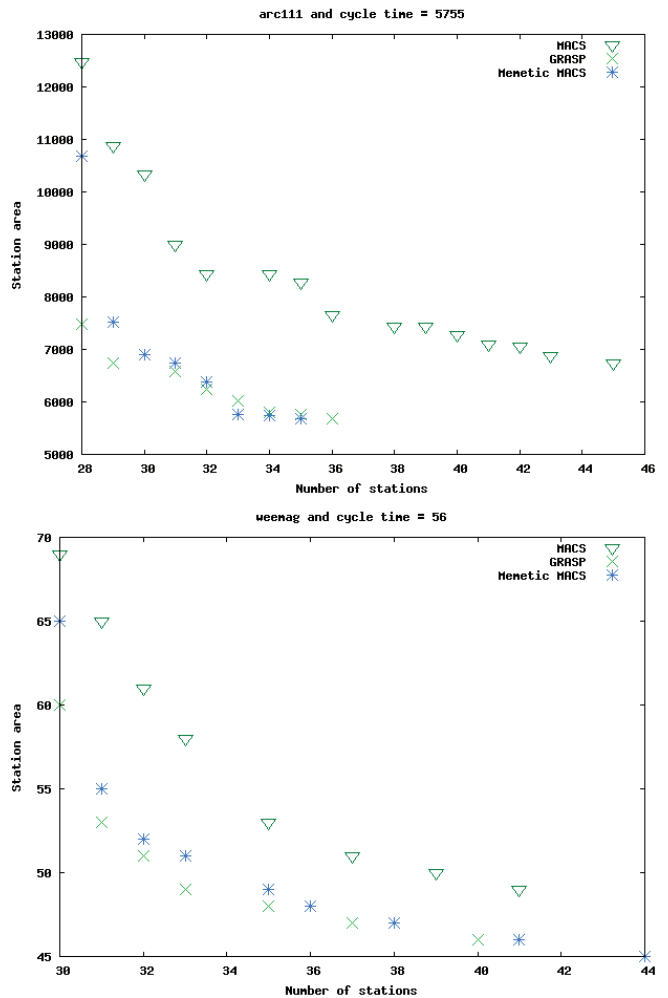 arc111 and cycle time = 5755
13000
12000
11000
10000
9000
8000
7000
6000
5000
Station area
MACS
GRASP
Memetic MACS
28 30 32 34 36 38 40 42 44 46
Number of stations
weemag and cycle time = 56
70
65
60
55
50
45
Station area
MACS
GRASP
Memetic MACS
30 32 34 36 38 40 42 44
Number of stations